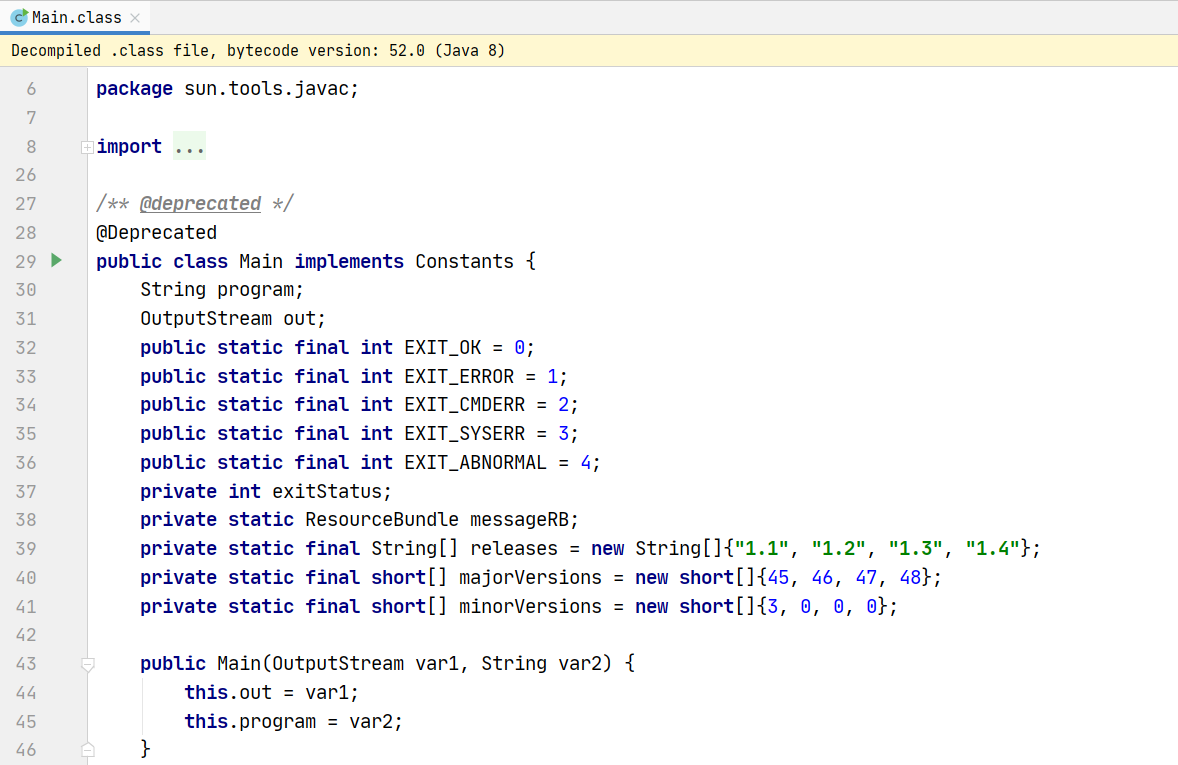 Main.class
Decompiled .class file, bytecode version: 52.0 (Java 8)
6 package sun.tools.javac;
7
8 import ...
26
27 /** @deprecated */
28 @Deprecated
29 public class Main implements Constants {
30     String program;
31     OutputStream out;
32     public static final int EXIT_OK = 0;
33     public static final int EXIT_ERROR = 1;
34     public static final int EXIT_CMDERR = 2;
35     public static final int EXIT_SYSERR = 3;
36     public static final int EXIT_ABNORMAL = 4;
37     private int exitStatus;
38     private static ResourceBundle messageRB;
39     private static final String[] releases = new String[]{"1.1", "1.2", "1.3", "1.4"};
40     private static final short[] majorVersions = new short[]{45, 46, 47, 48};
41     private static final short[] minorVersions = new short[]{3, 0, 0, 0};
42
43     public Main(OutputStream var1, String var2) {
44         this.out = var1;
45         this.program = var2;
46     }